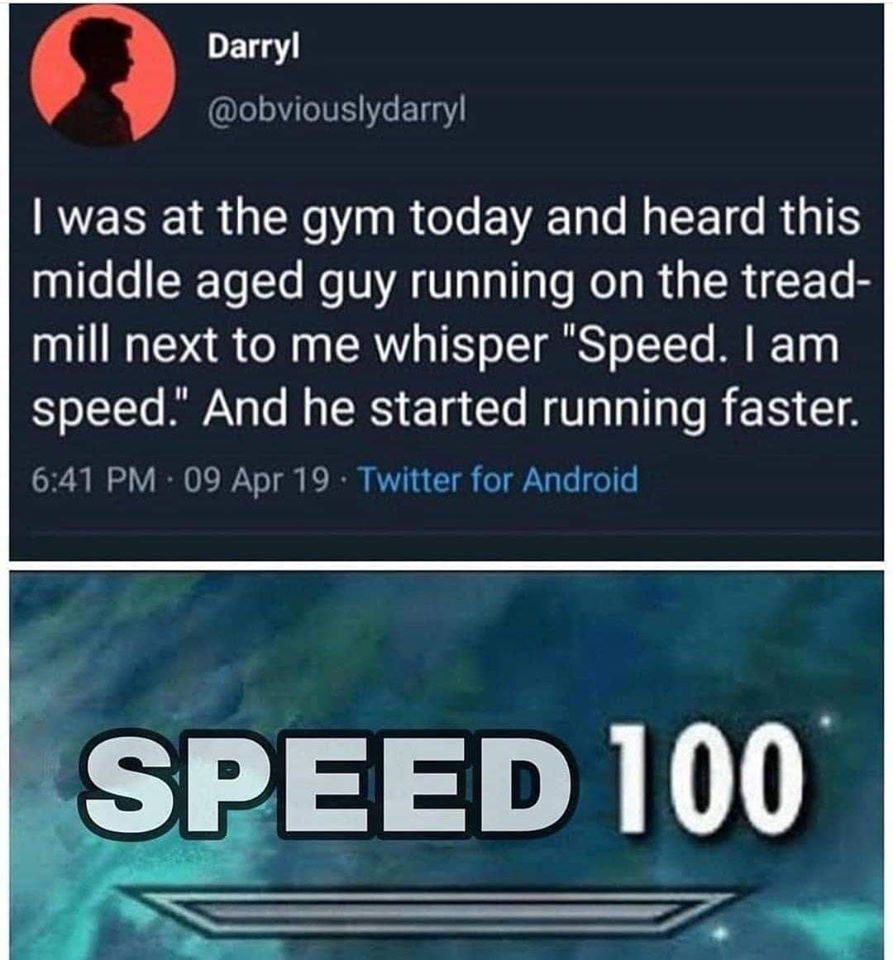 Darryl
@obviouslydarryl
I was at the gym today and heard this
middle aged guy running on the tread-
mill next to me whisper "Speed. I am
speed." And he started running faster.
6:41 PM · 09 Apr 19 · Twitter for Android
SPEED 100